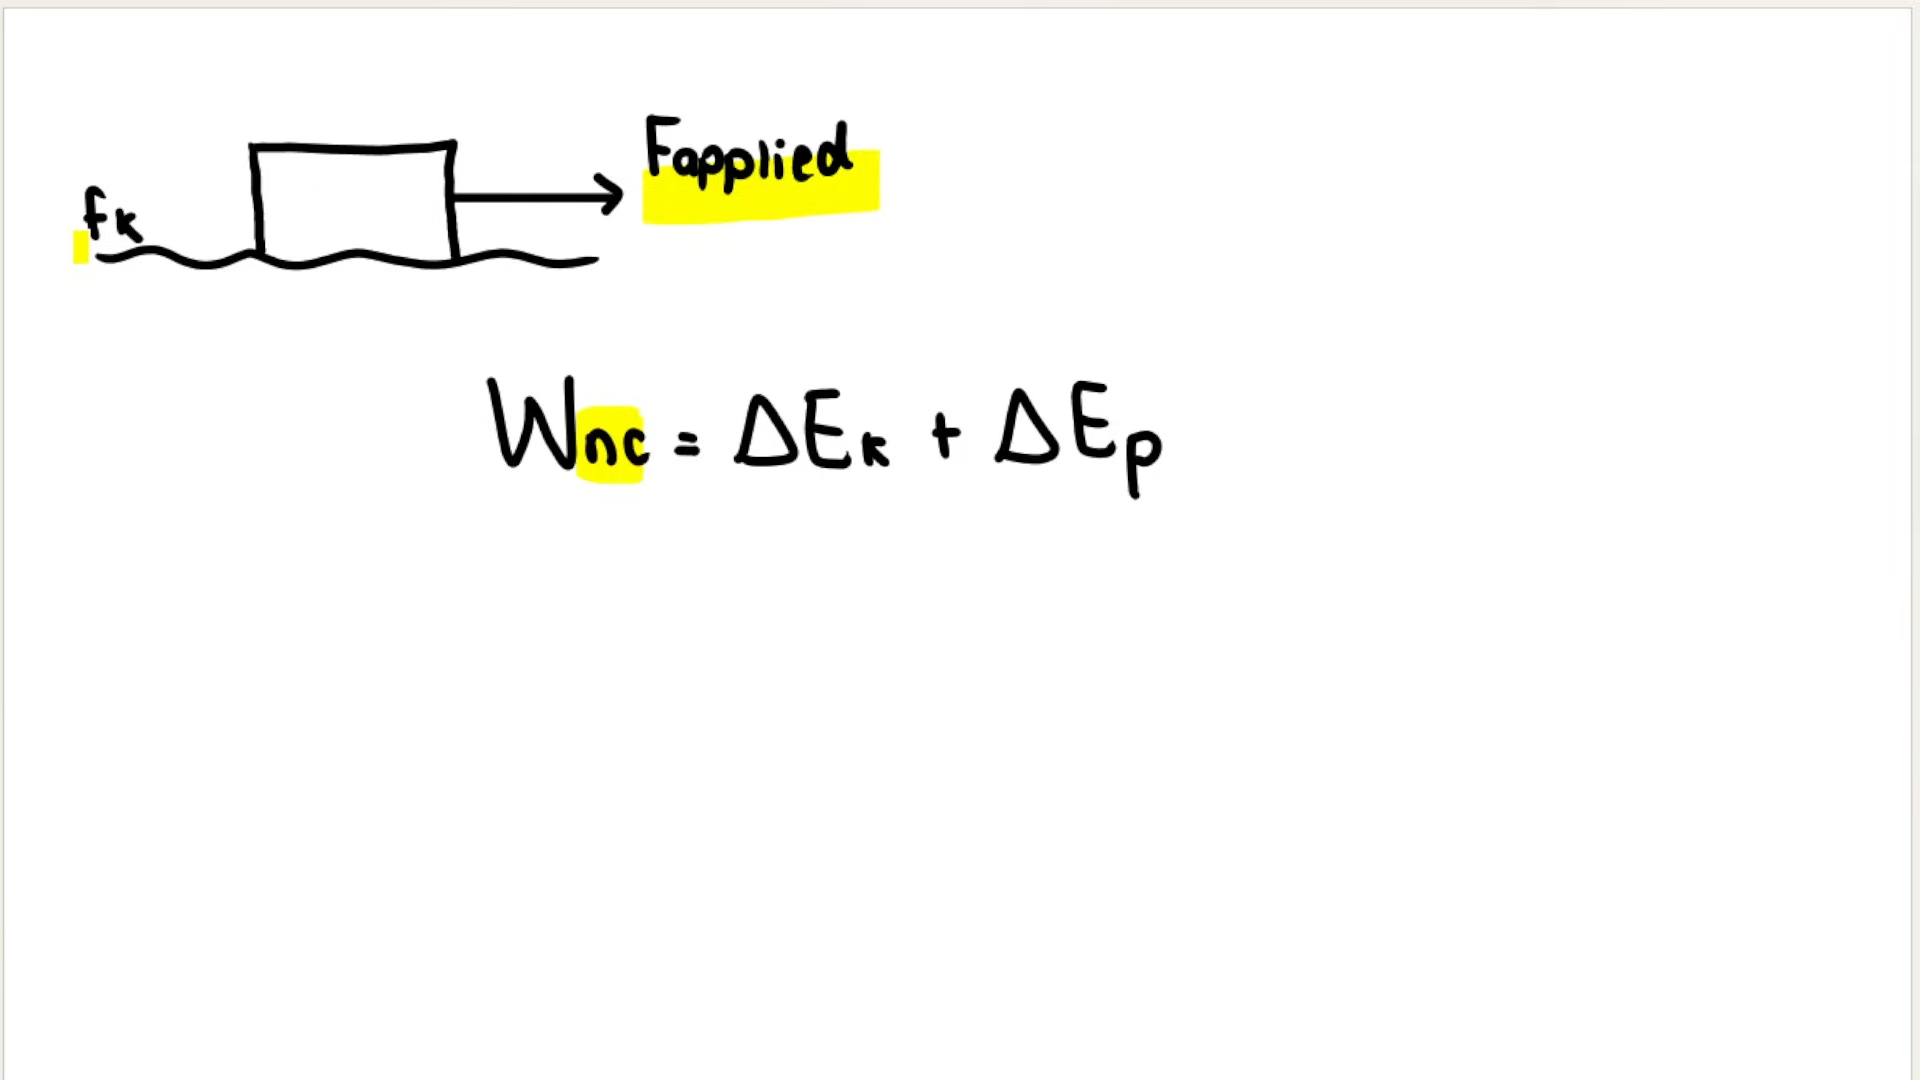 Fapplied
fk
Wnc = ΔEk + ΔEp